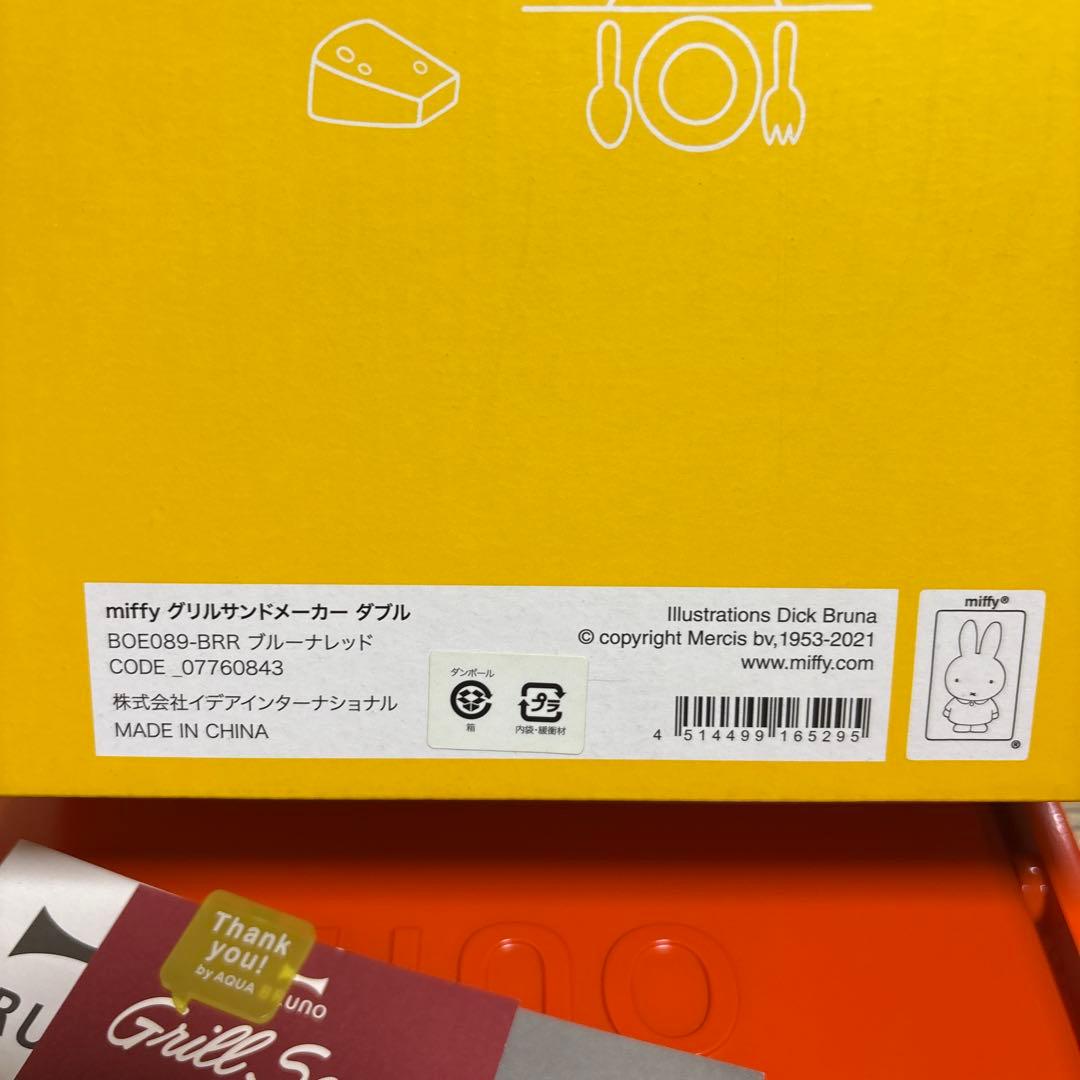 miffy グリルサンドメーカー ダブル
BOE089-BRR ブルーナレッド
CODE _07760843
株式会社イデアインターナショナル
MADE IN CHINA
ダンボール
箱
プラ
内袋・緩衝材
Illustrations Dick Bruna
© copyright Mercis bv,1953-2021
www.miffy.com
4 514499 165295
miffy®
®
Thank
you!
by AQUA
uno
RU
UNO
Grill